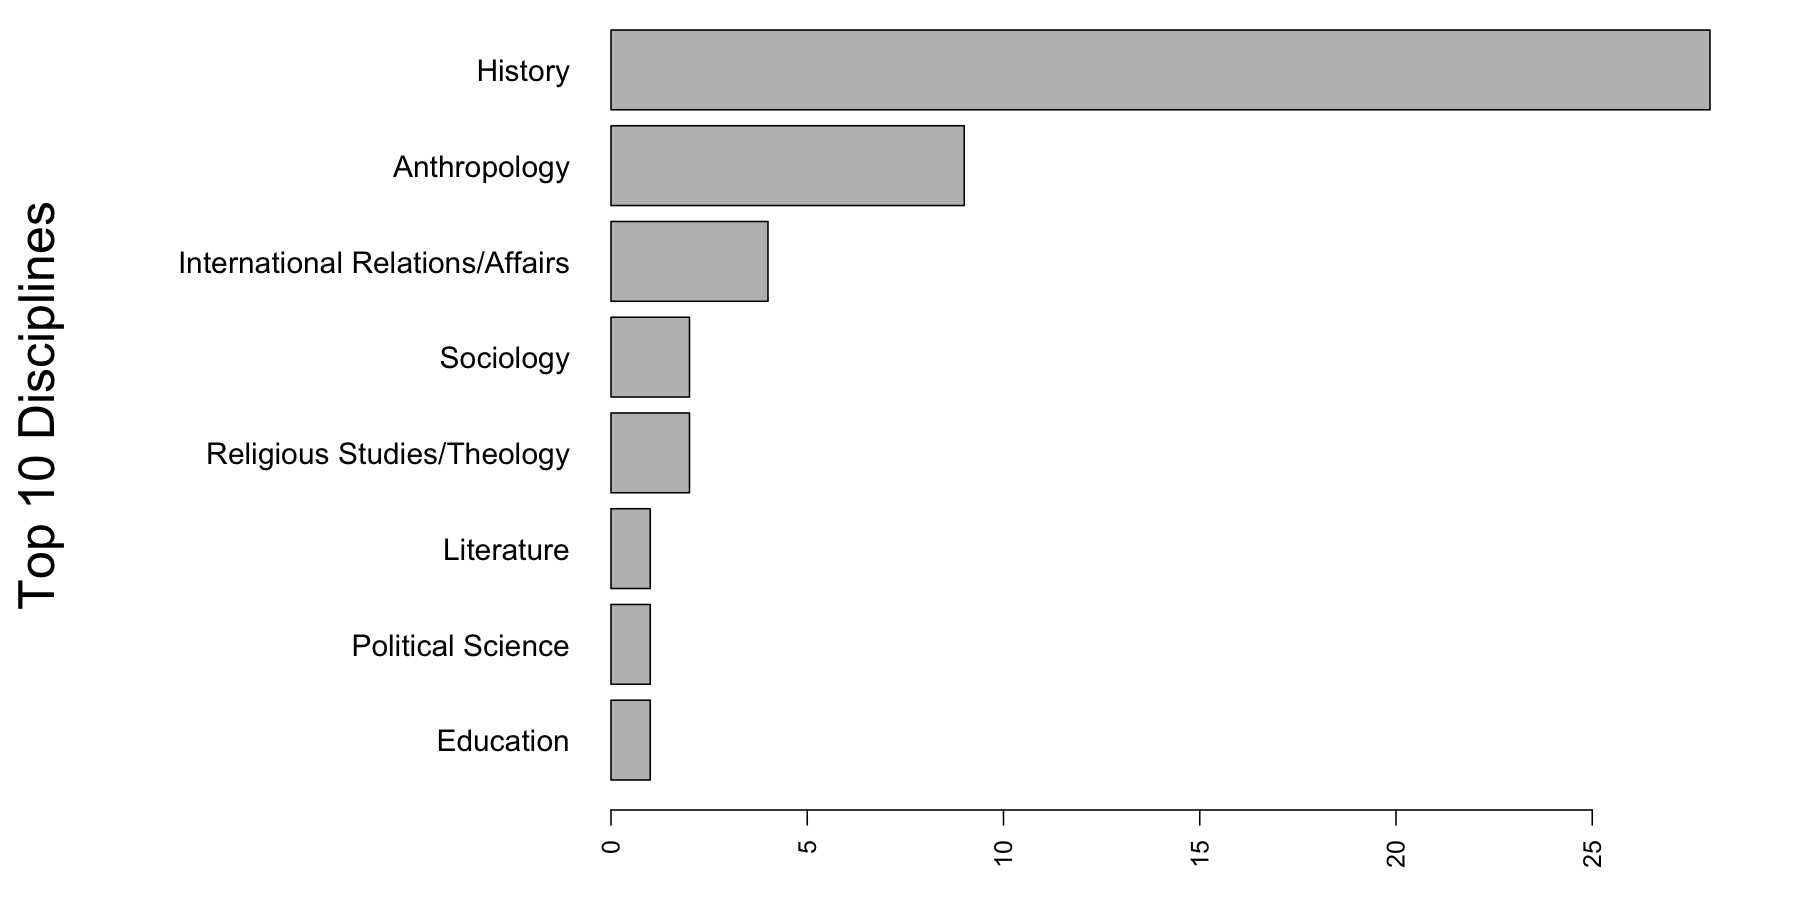 Top 10 Disciplines
History
Anthropology
International Relations/Affairs
Sociology
Religious Studies/Theology
Literature
Political Science
Education
0 5 10 15 20 25